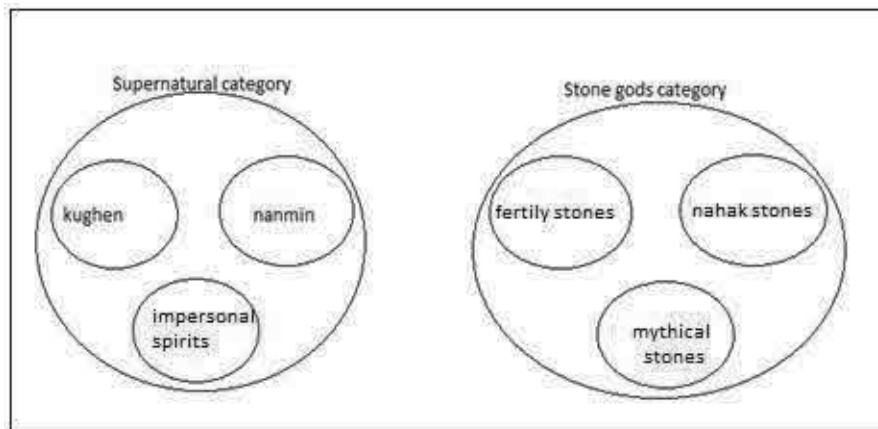 Supernatural category
kughen
nanmin
impersonal
spirits
Stone gods category
fertily stones
nahak stones
mythical
stones